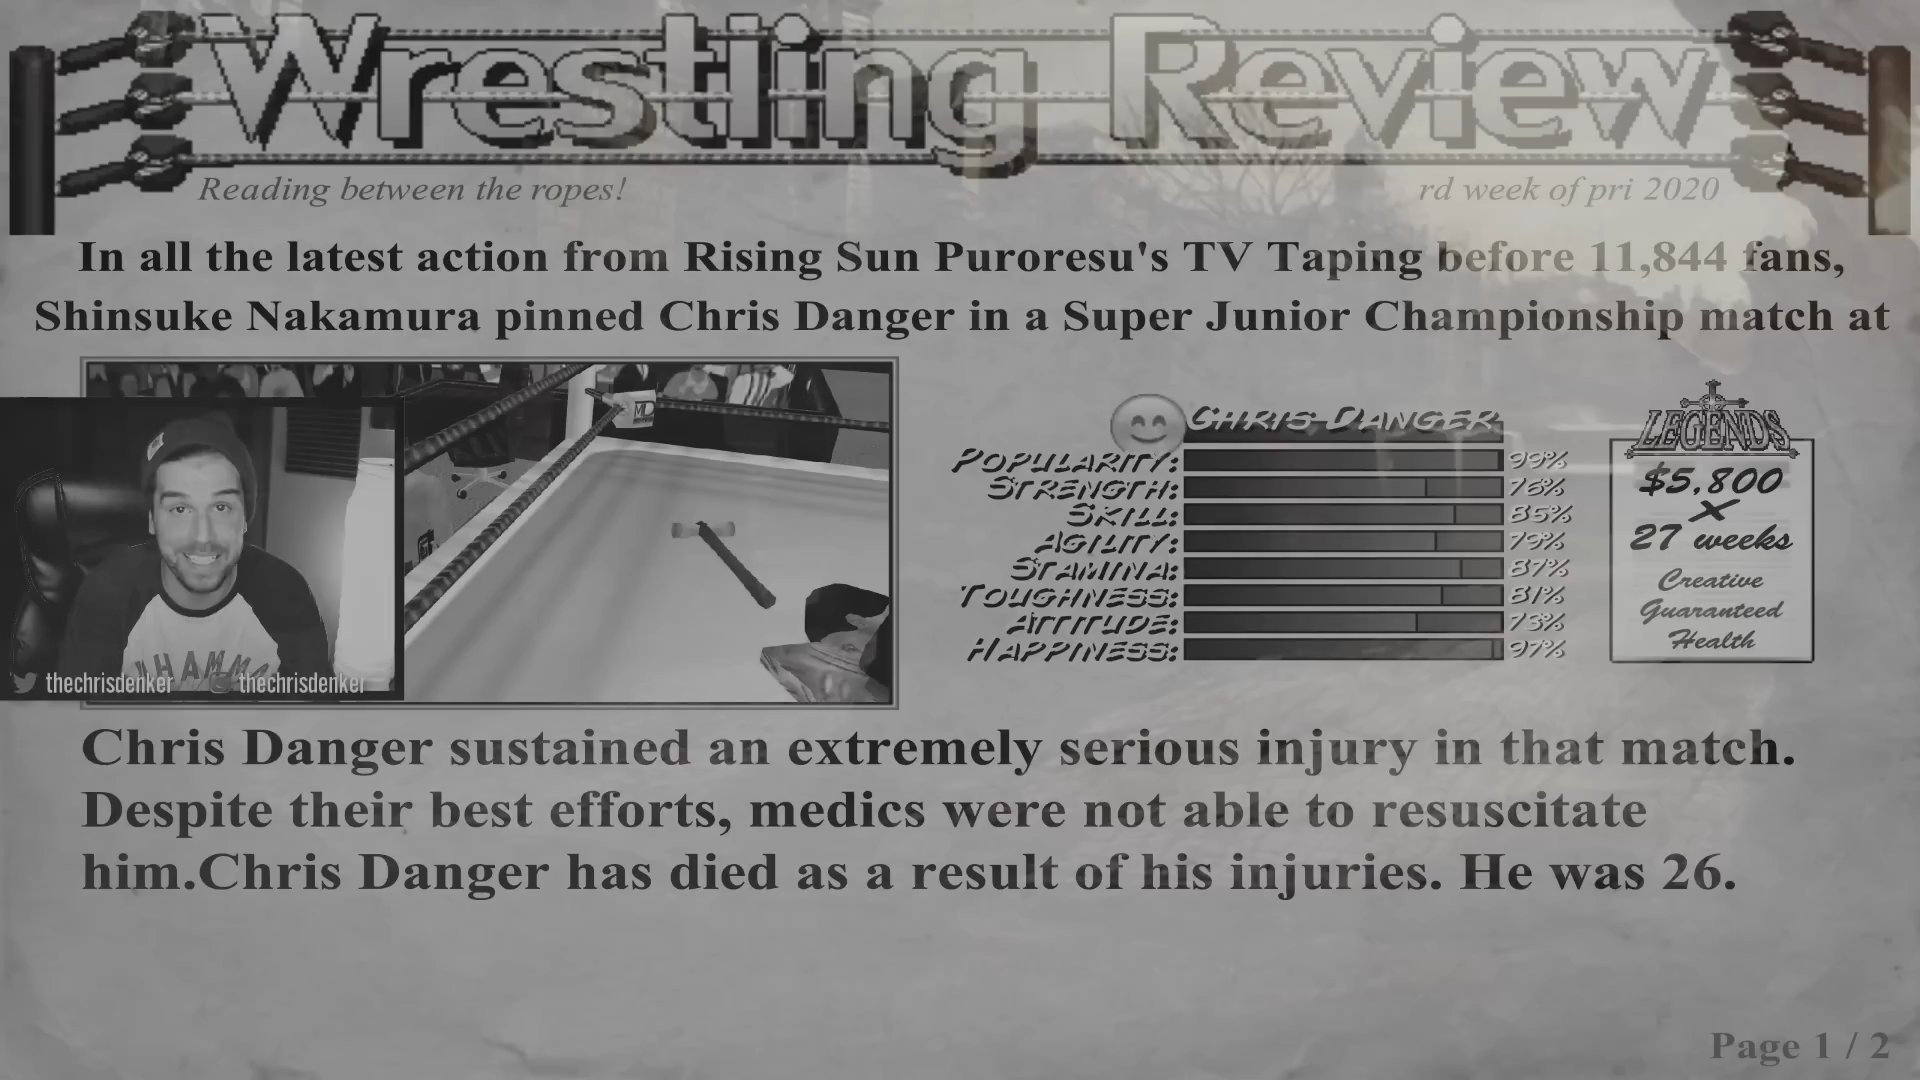 Wrestling Review
Reading between the ropes!
rd week of pri 2020
In all the latest action from Rising Sun Puroresu's TV Taping before 11,844 fans,
Shinsuke Nakamura pinned Chris Danger in a Super Junior Championship match at
CHRIS DANGER
POPULARITY: 99%
STRENGTH: 76%
SKILL: 85%
AGILITY: 79%
STAMINA: 87%
TOUGHNESS: 81%
ATTITUDE: 73%
HAPPINESS: 97%
LEGENDS
$5,800
X
27 weeks
Creative
Guaranteed
Health
MD
thechrisdenker thechrisdenker
Chris Danger sustained an extremely serious injury in that match.
Despite their best efforts, medics were not able to resuscitate
him.Chris Danger has died as a result of his injuries. He was 26.
Page 1 / 2